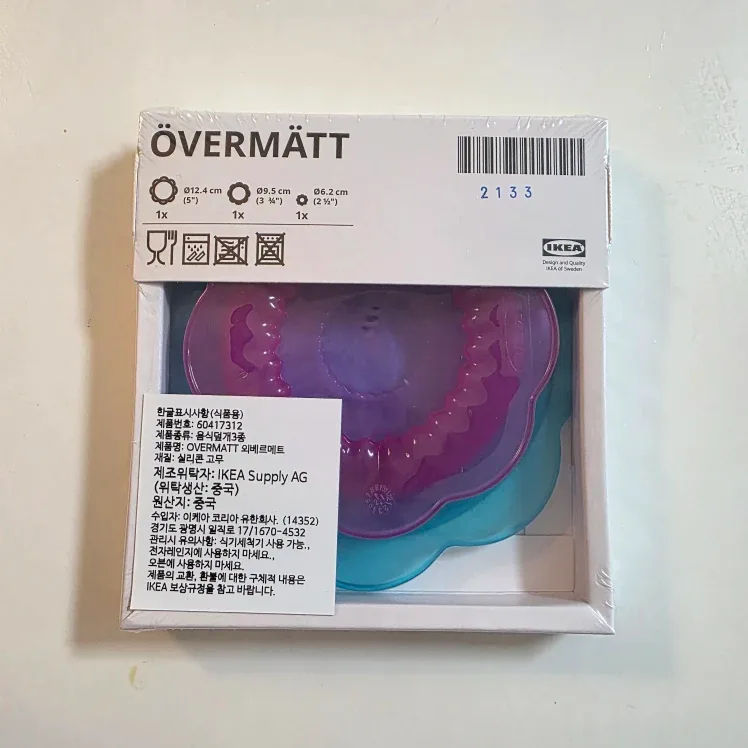 ÖVERMÄTT
Ø12.4 cm
(5")
1x
Ø9.5 cm
(3 ¾")
1x
Ø6.2 cm
(2 ½")
1x
2133
IKEA
Design and Quality
IKEA of Sweden
한글표시사항(식품용)
제품번호: 60417312
제품종류: 음식덮개3종
제품명: OVERMATT 외베르메트
재질: 실리콘 고무
제조위탁자: IKEA Supply AG
(위탁생산: 중국)
원산지: 중국
수입자: 이케아 코리아 유한회사. (14352)
경기도 광명시 일직로 17/1670-4532
관리시 유의사항: 식기세척기 사용 가능.,
전자레인지에 사용하지 마세요.,
오븐에 사용하지 마세요.
제품의 교환, 환불에 대한 구체적 내용은
IKEA 보상규정을 참고 바랍니다.